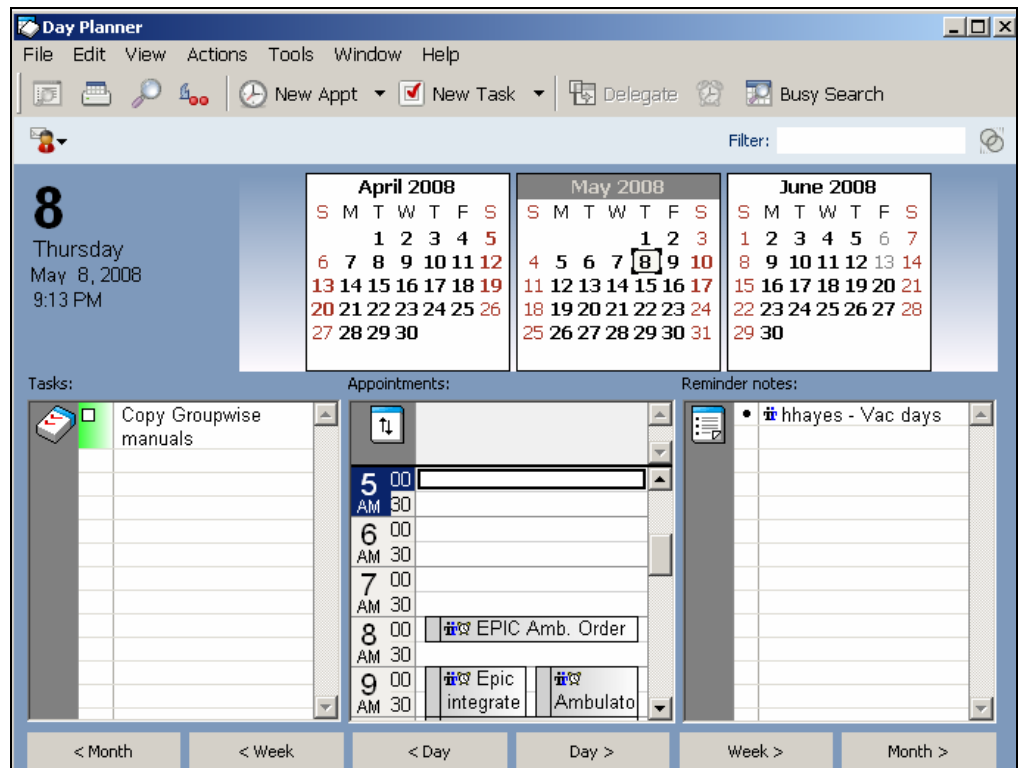 Day Planner
File Edit View Actions Tools Window Help
New Appt New Task Delegate Busy Search
Filter:
8
Thursday
May 8, 2008
9:13 PM
April 2008
S M T W T F S
1 2 3 4 5
6 7 8 9 10 11 12
13 14 15 16 17 18 19
20 21 22 23 24 25 26
27 28 29 30
May 2008
S M T W T F S
1 2 3
4 5 6 7 8 9 10
11 12 13 14 15 16 17
18 19 20 21 22 23 24
25 26 27 28 29 30 31
June 2008
S M T W T F S
1 2 3 4 5 6 7
8 9 10 11 12 13 14
15 16 17 18 19 20 21
22 23 24 25 26 27 28
29 30
Tasks:
Copy Groupwise
manuals
Appointments:
5 00
AM 30
6 00
AM 30
7 00
AM 30
8 00 EPIC Amb. Order
AM 30
9 00 Epic
AM 30 integrate Ambulato
Reminder notes:
• hhayes - Vac days
< Month < Week < Day Day > Week > Month >